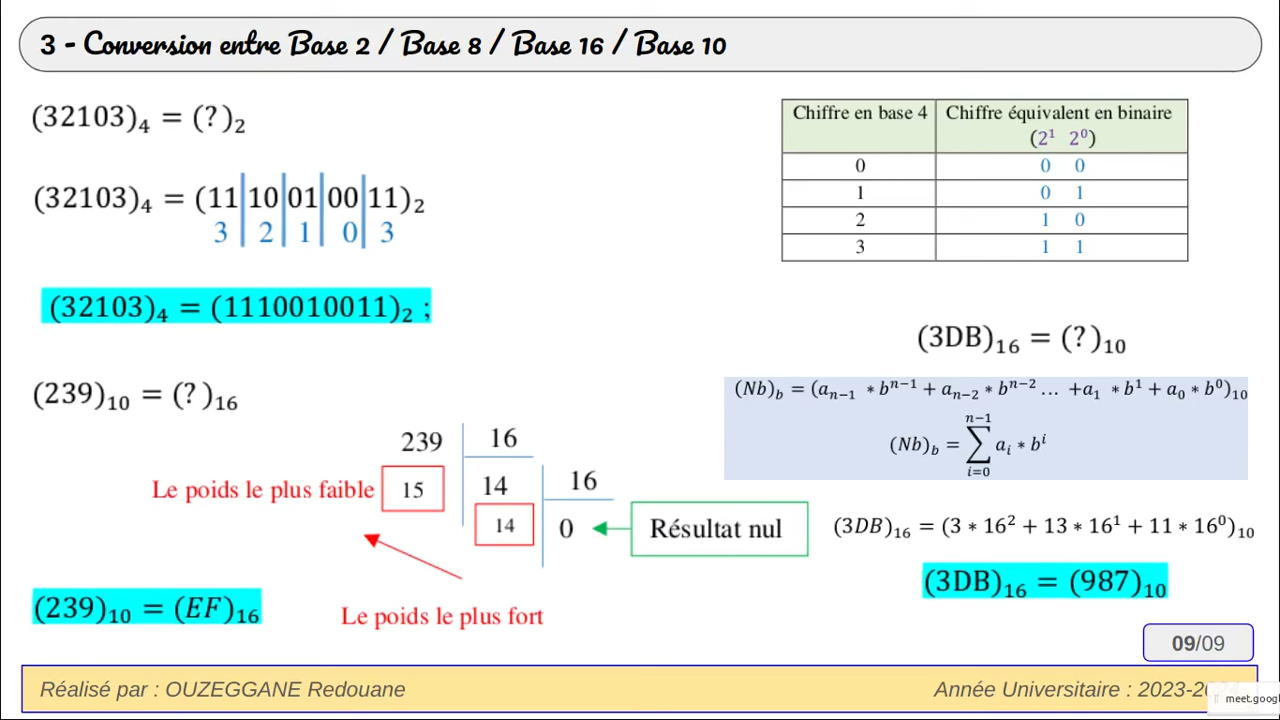 3 - Conversion entre Base 2 / Base 8 / Base 16 / Base 10
(32103)₄ = (?)₂
(32103)₄ = (11|10|01|00|11)₂
3 | 2 | 1 | 0 | 3
(32103)₄ = (1110010011)₂ ;
Chiffre en base 4 Chiffre équivalent en binaire
(2¹ 2⁰)
0 0 0
1 0 1
2 1 0
3 1 1
(239)₁₀ = (?)₁₆
239 16
Le poids le plus faible 15 14 16
14 0 Résultat nul
Le poids le plus fort
(239)₁₀ = (EF)₁₆
(3DB)₁₆ = (?)₁₀
(Nb)_b = (a_{n−1} * b^{n−1} + a_{n−2} * b^{n−2} … +a₁ * b¹ + a₀ * b⁰)₁₀
(Nb)_b = ∑_{i=0}^{n−1} a_i * b^i
(3DB)₁₆ = (3 * 16² + 13 * 16¹ + 11 * 16⁰)₁₀
(3DB)₁₆ = (987)₁₀
09/09
Réalisé par : OUZEGGANE Redouane
Année Universitaire : 2023-2
meet.googl